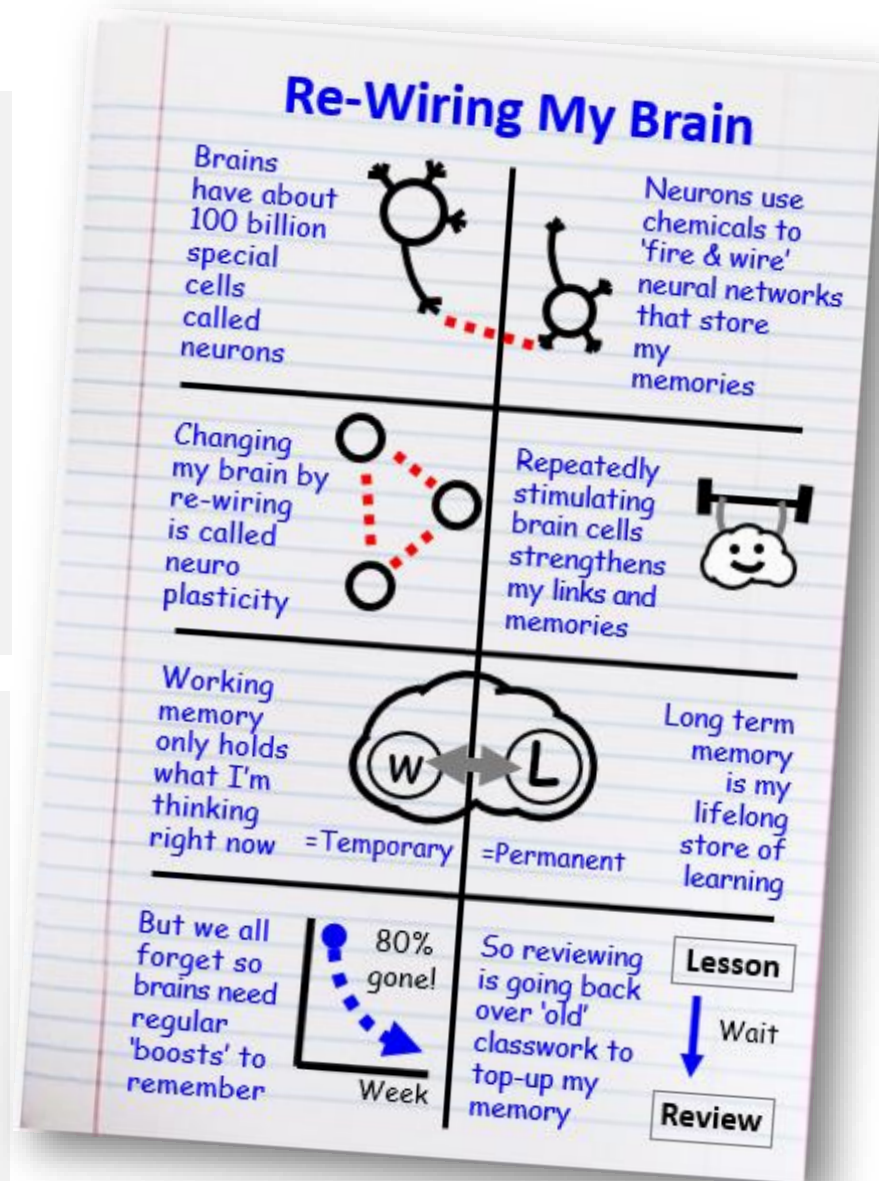 Re-Wiring My Brain
Brains
have about
100 billion
special
cells
called
neurons
Neurons use
chemicals to
'fire & wire'
neural networks
that store
my
memories
Changing
my brain by
re-wiring
is called
neuro
plasticity
Repeatedly
stimulating
brain cells
strengthens
my links and
memories
Working
memory
only holds
what I'm
thinking
right now
W
=Temporary
L
=Permanent
Long term
memory
is my
lifelong
store of
learning
But we all
forget so
brains need
regular
'boosts' to
remember
80%
gone!
Week
So reviewing
is going back
over 'old'
classwork to
top-up my
memory
Lesson
Wait
Review